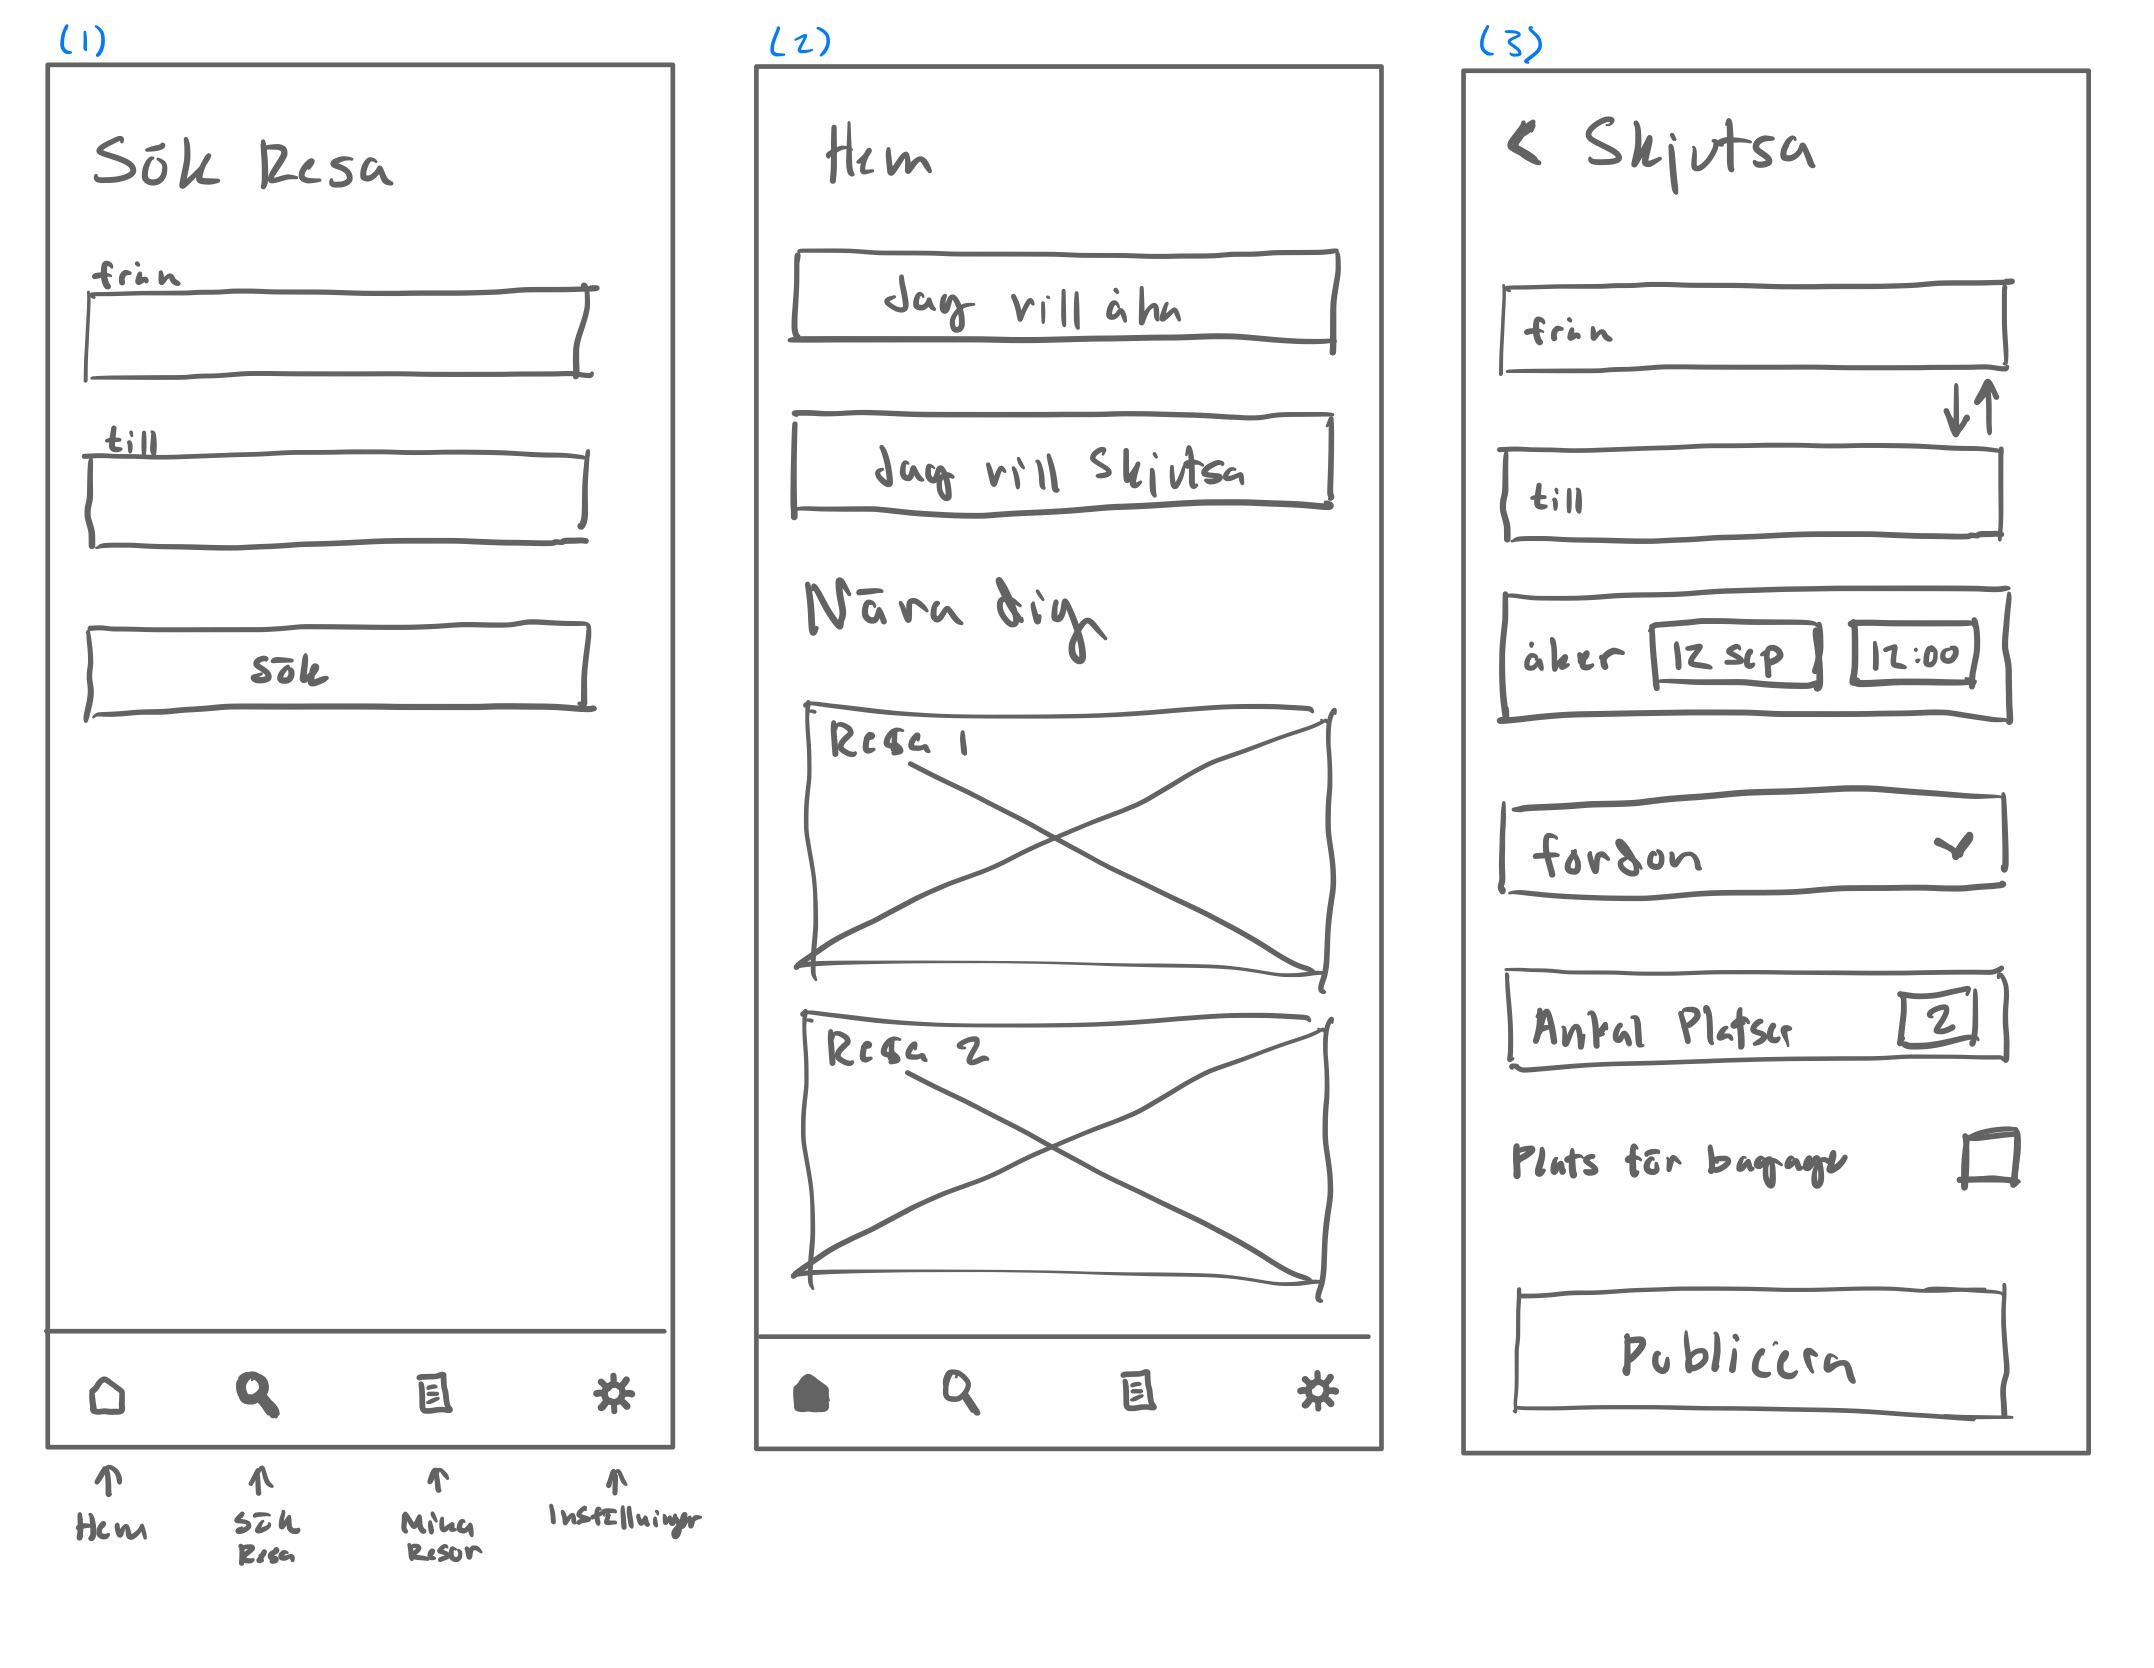 (1)
Sök Resa
från
till
sök
Hem
Sök
Resa
Mina
Resor
Inställningar
(2)
Hem
Jag vill åka
Jag vill Skjutsa
Nära dig
Resa 1
Resa 2
(3)
< Skjutsa
från
till
åker 12 sep 12:00
fordon
Antal Platser 2
Plats för bagage
Publicera